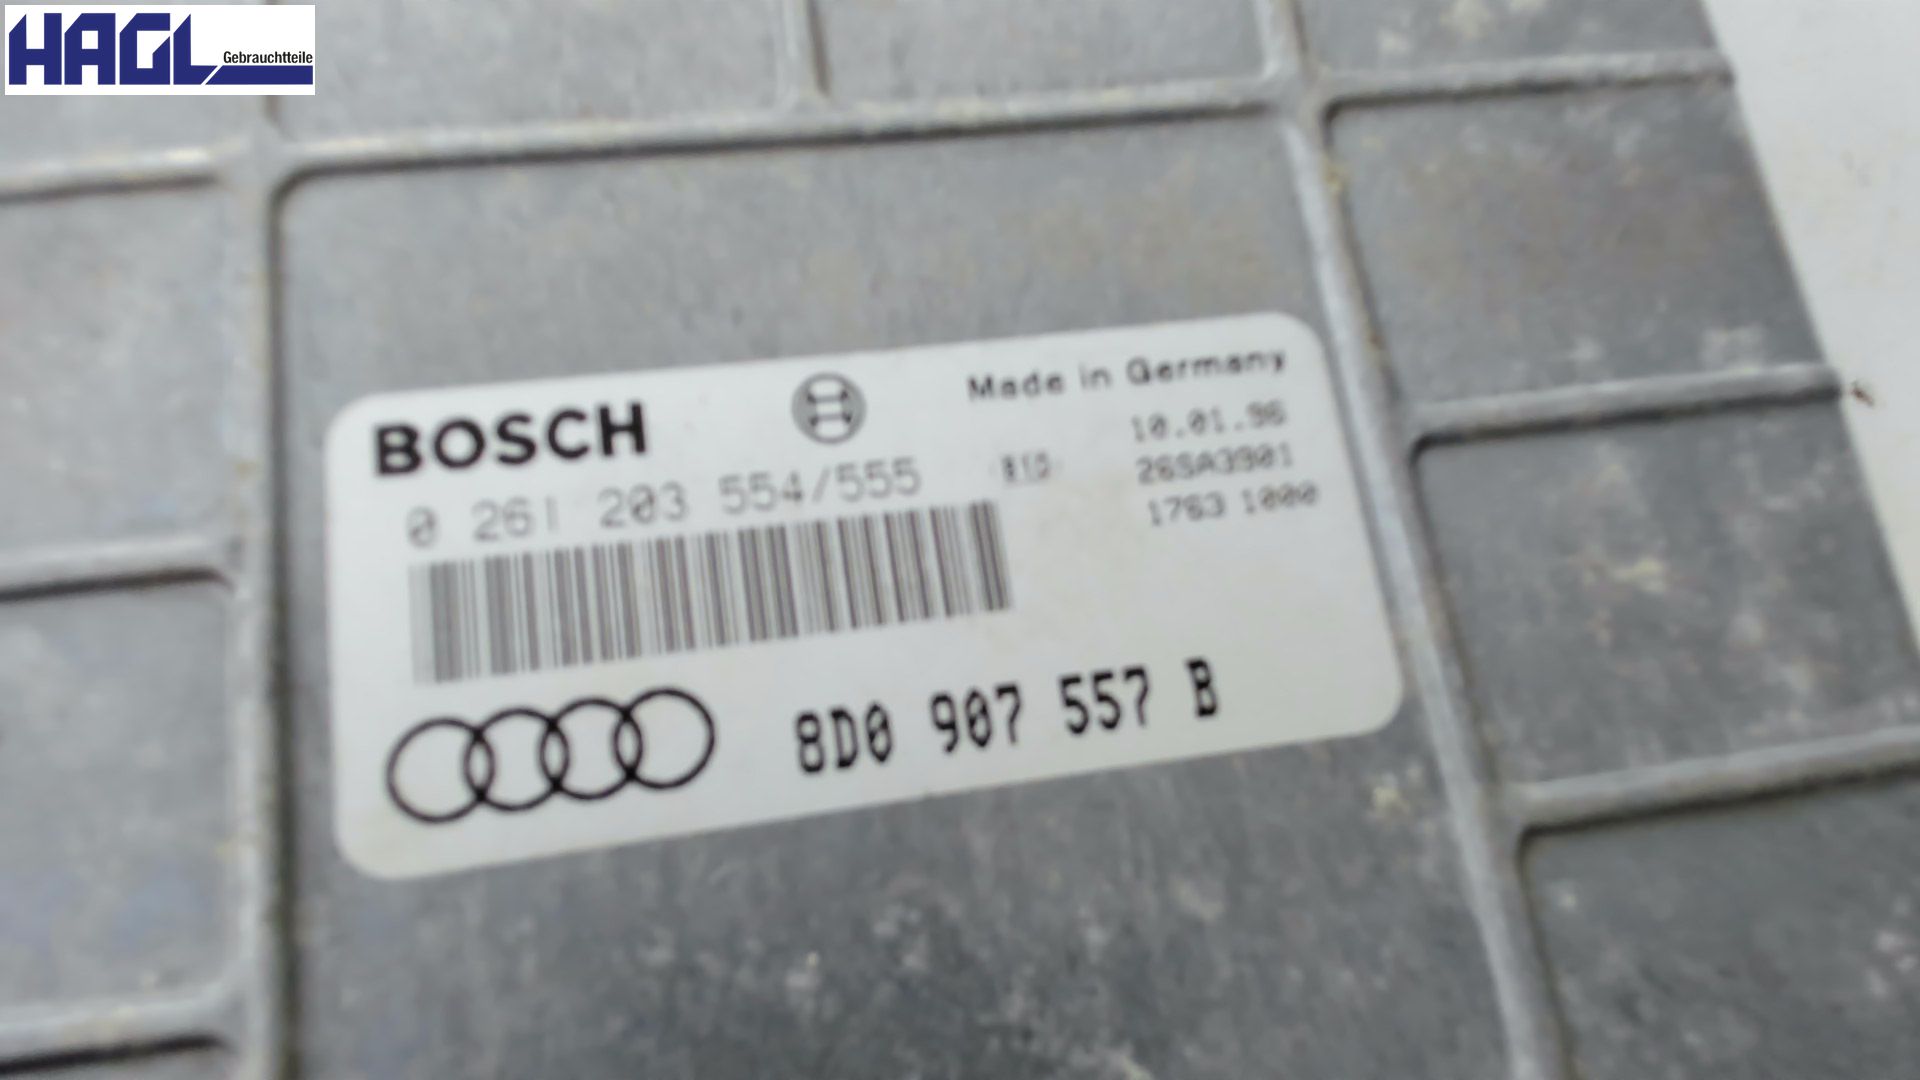 HAGL Gebrauchtteile
BOSCH
Made in Germany
0 261 203 554/555
10.01.96
26SA3901
1763 1000
8D0 907 557 B